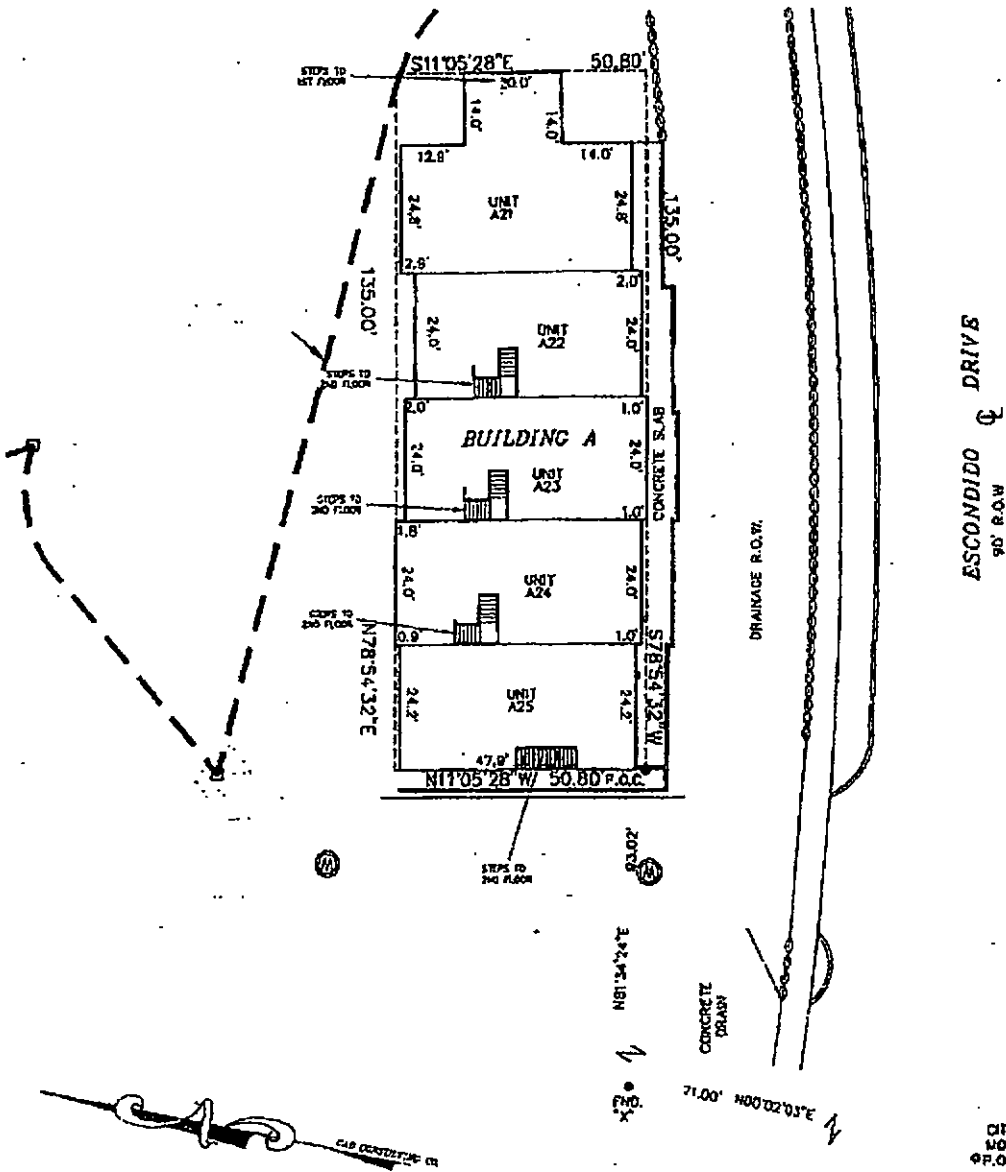 S11°05'28"E 50.80'
STEPS TO
1ST FLOOR
20.0'
14.0'
14.0'
12.8'
14.0'
UNIT
A21
24.8'
24.8'
135.00'
2.8'
2.0'
135.00'
UNIT
A22
24.0'
24.0'
STEPS TO
2ND FLOOR
2.0'
1.0'
BUILDING A
24.0'
24.0'
UNIT
A23
CONCRETE SLAB
STEPS TO
2ND FLOOR
1.0'
1.8'
UNIT
A24
24.0'
24.0'
STEPS TO
2ND FLOOR
0.9'
1.0'
N78°54'32"E
S78°54'32"W
UNIT
A25
24.2'
24.2'
47.8'
N11°05'28"W 50.80' P.O.C.
STEPS TO
2ND FLOOR
W
W
93.02'
DRAINAGE R.O.W.
ESCONDIDO DRIVE
90' R.O.W
N81°34'24"E
CONCRETE
DRAIN
FND.
"X"
71.00' N00°02'03"E